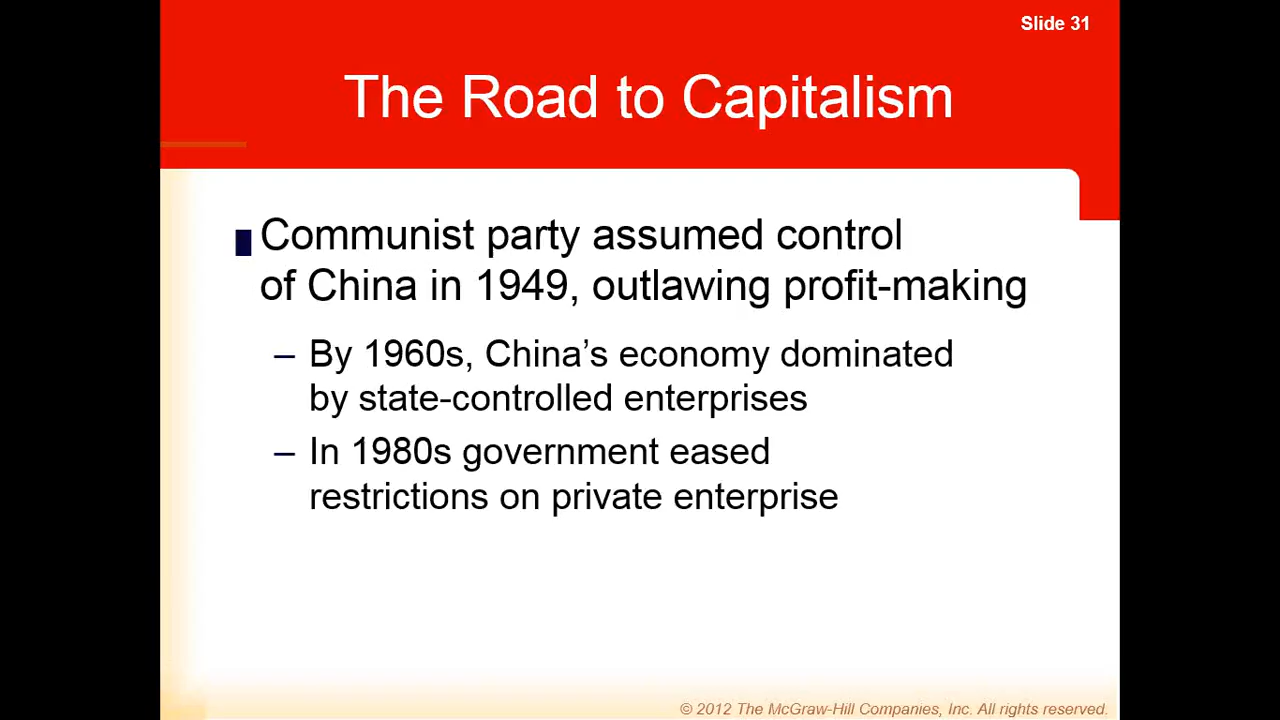 Slide 31
The Road to Capitalism
Communist party assumed control
of China in 1949, outlawing profit-making
– By 1960s, China’s economy dominated
by state-controlled enterprises
– In 1980s government eased
restrictions on private enterprise
© 2012 The McGraw-Hill Companies, Inc. All rights reserved.